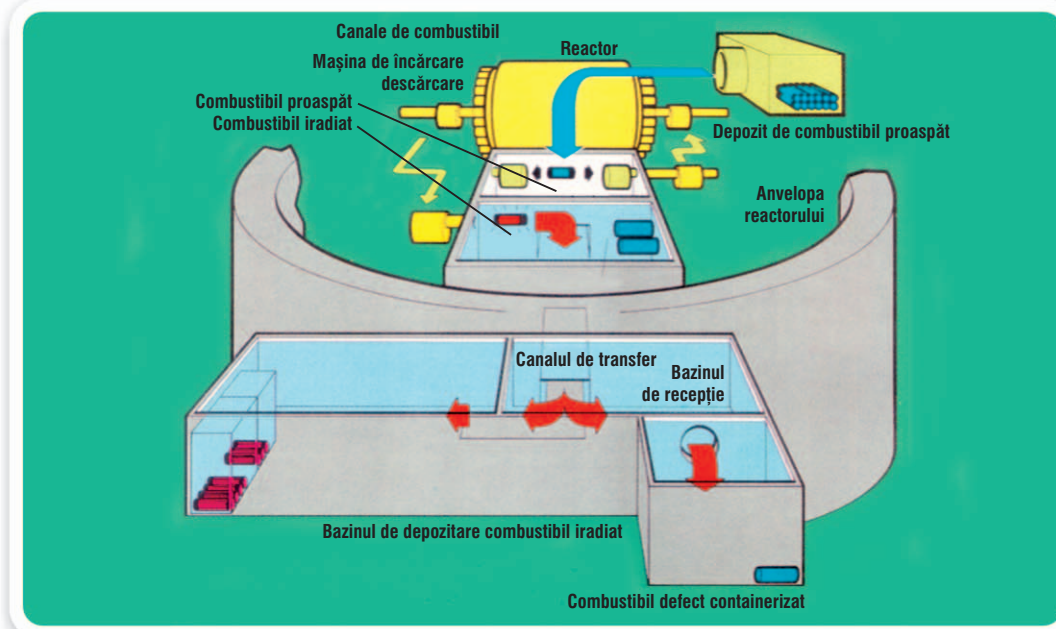 Canale de combustibil
Reactor
Mașina de încărcare
descărcare
Combustibil proaspăt
Combustibil iradiat
Depozit de combustibil proaspăt
Anvelopa
reactorului
Canalul de transfer
Bazinul
de recepție
Bazinul de depozitare combustibil iradiat
Combustibil defect containerizat